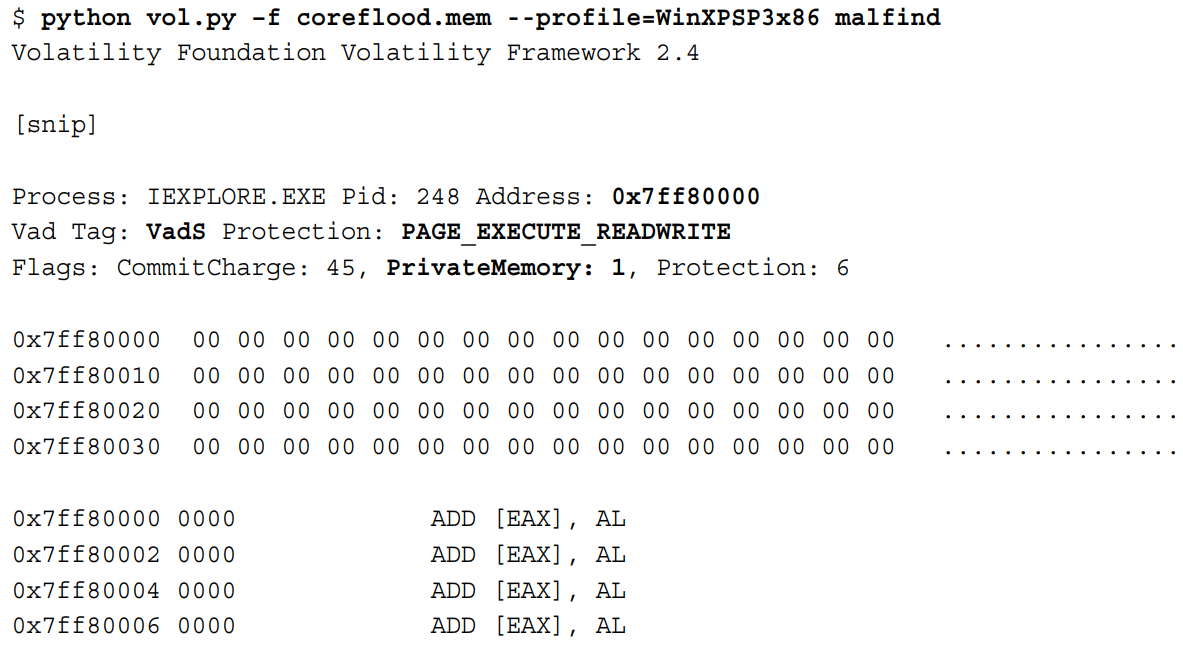 $ python vol.py -f coreflood.mem --profile=WinXPSP3x86 malfind
Volatility Foundation Volatility Framework 2.4
[snip]
Process: IEXPLORE.EXE Pid: 248 Address: 0x7ff80000
Vad Tag: VadS Protection: PAGE_EXECUTE_READWRITE
Flags: CommitCharge: 45, PrivateMemory: 1, Protection: 6
0x7ff80000  00 00 00 00 00 00 00 00 00 00 00 00 00 00 00 00   ................
0x7ff80010  00 00 00 00 00 00 00 00 00 00 00 00 00 00 00 00   ................
0x7ff80020  00 00 00 00 00 00 00 00 00 00 00 00 00 00 00 00   ................
0x7ff80030  00 00 00 00 00 00 00 00 00 00 00 00 00 00 00 00   ................
0x7ff80000 0000             ADD [EAX], AL
0x7ff80002 0000             ADD [EAX], AL
0x7ff80004 0000             ADD [EAX], AL
0x7ff80006 0000             ADD [EAX], AL